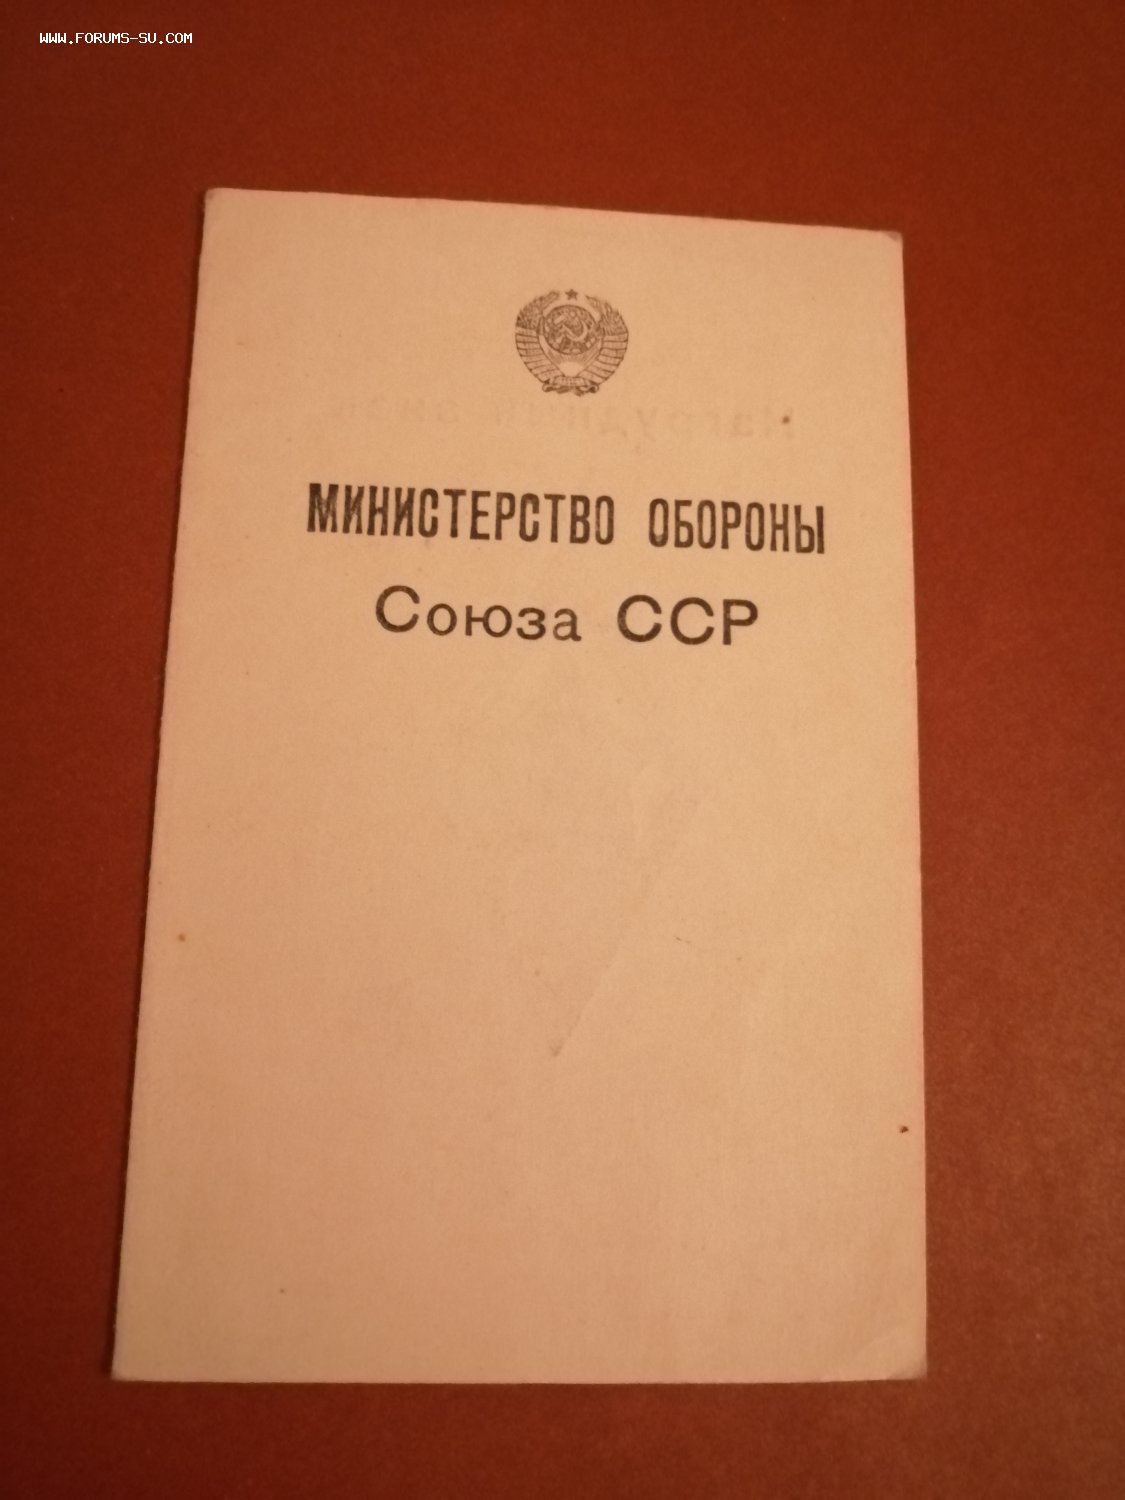 WWW.FORUMS-SU.COM
МИНИСТЕРСТВО ОБОРОНЫ
Союза ССР